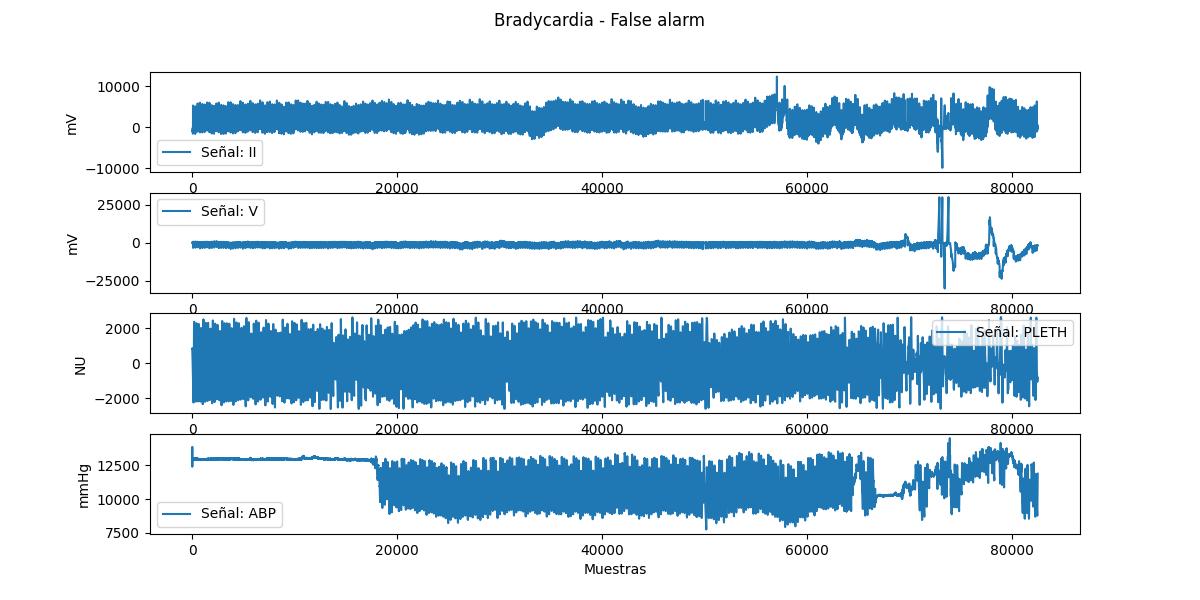 Bradycardia - False alarm
10000
0
−10000
mV
Señal: II
0 20000 40000 60000 80000
25000
0
−25000
mV
Señal: V
0 20000 40000 60000 80000
2000
0
−2000
NU
Señal: PLETH
0 20000 40000 60000 80000
12500
10000
7500
mmHg
Señal: ABP
0 20000 40000 60000 80000
Muestras